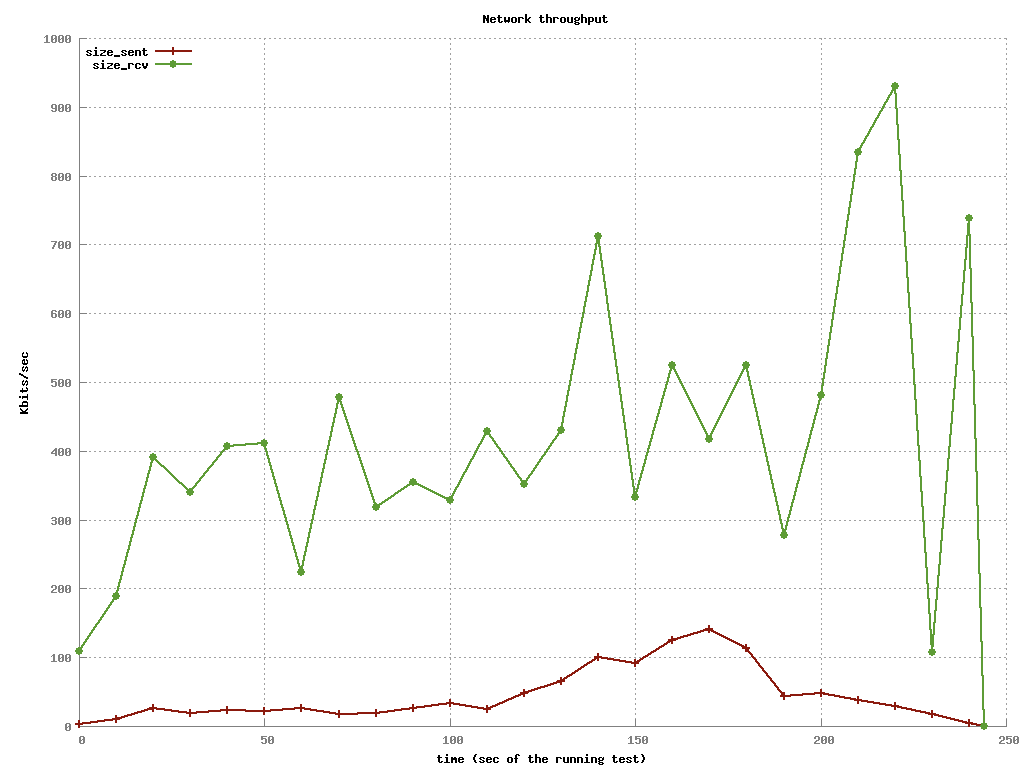 Network throughput
1000
size_sent
size_rcv
900
800
700
600
500
Kbits/sec
400
300
200
100
0
0 50 100 150 200 250
time (sec of the running test)